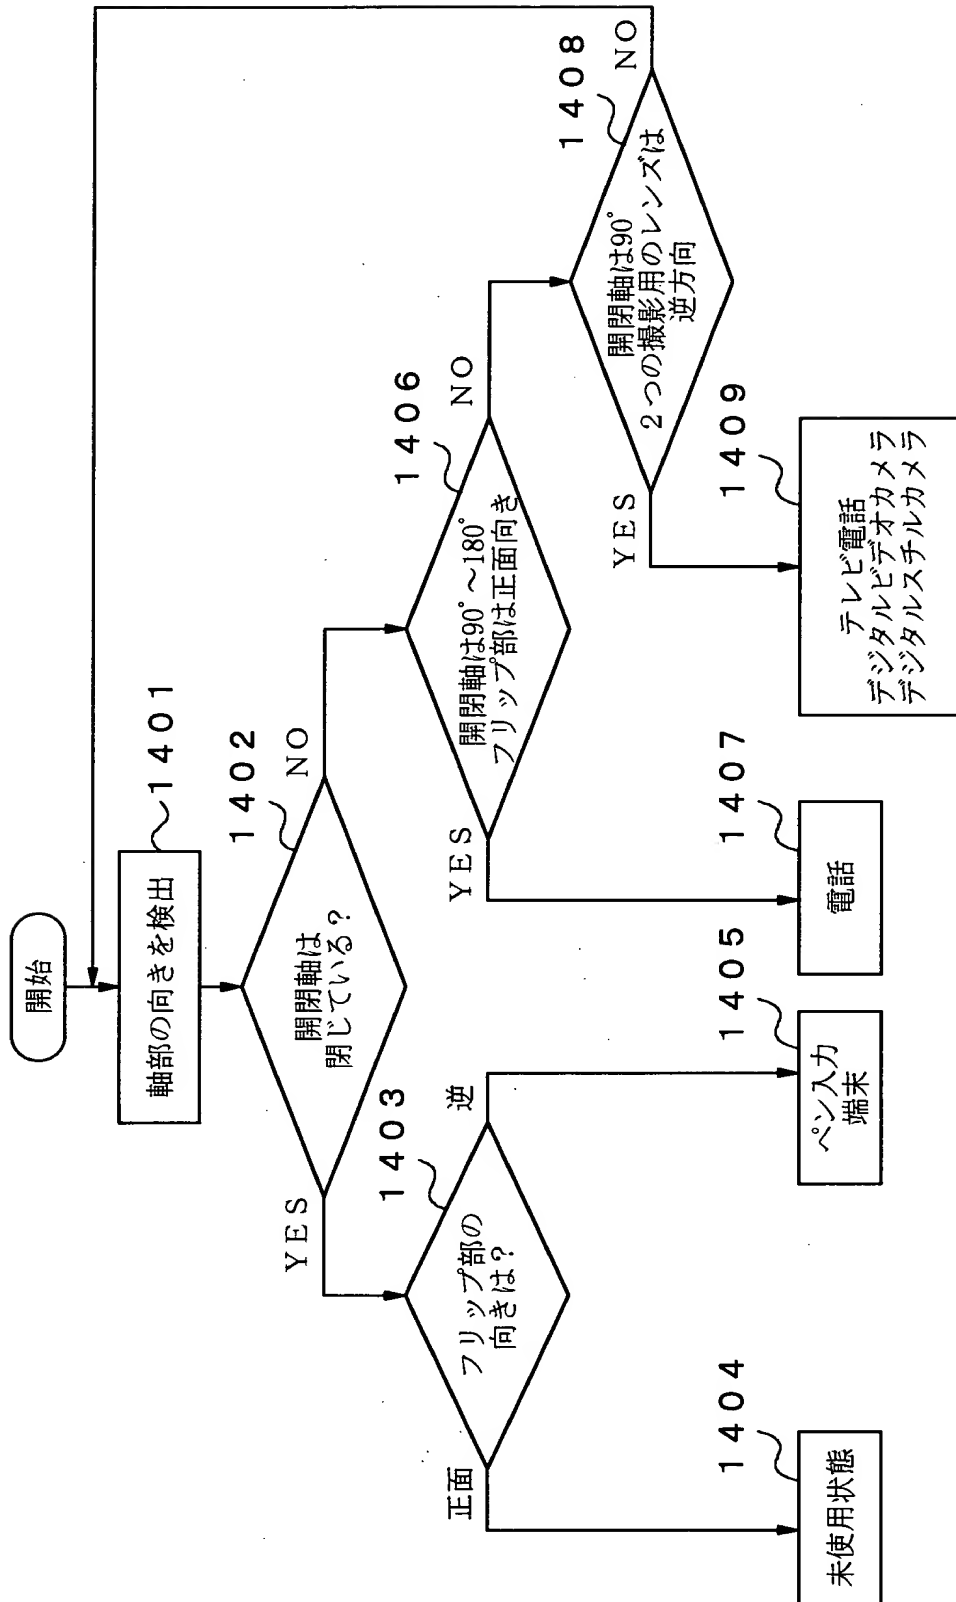 開始
軸部の向きを検出
1401
開閉軸は
閉じている?
1402
YES
NO
フリップ部の
向きは?
1403
正面
逆
開閉軸は90°～180°
フリップ部は正面向き
1406
YES
NO
開閉軸は90°
2つの撮影用のレンズは
逆方向
1408
YES
NO
未使用状態
1404
ペン入力
端末
1405
電話
1407
テレビ電話
デジタルビデオカメラ
デジタルスチルカメラ
1409